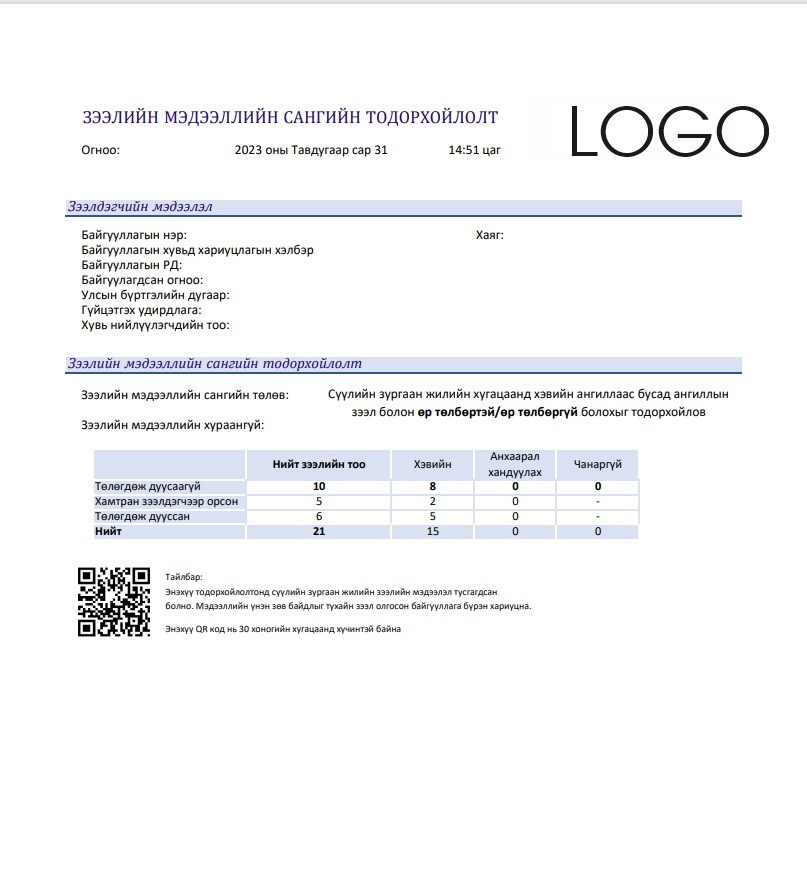 ЗЭЭЛИЙН МЭДЭЭЛЛИЙН САНГИЙН ТОДОРХОЙЛОЛТ
LOGO
Огноо: 2023 оны Тавдугаар сар 31 14:51 цаг
Зээлдэгчийн мэдээлэл
Байгууллагын нэр: Хаяг:
Байгууллагын хувьд хариуцлагын хэлбэр
Байгууллагын РД:
Байгуулагдсан огноо:
Улсын бүртгэлийн дугаар:
Гүйцэтгэх удирдлага:
Хувь нийлүүлэгчдийн тоо:
Зээлийн мэдээллийн сангийн тодорхойлолт
Зээлийн мэдээллийн сангийн төлөв: Сүүлийн зургаан жилийн хугацаанд хэвийн ангиллаас бусад ангиллын
зээл болон өр төлбөртэй/өр төлбөргүй болохыг тодорхойлов
Зээлийн мэдээллийн хураангуй:
Нийт зээлийн тоо Хэвийн Анхаарал хандуулах Чанаргүй
Төлөгдөж дуусаагүй 10 8 0 0
Хамтран зээлдэгчээр орсон 5 2 0 -
Төлөгдөж дууссан 6 5 0 -
Нийт 21 15 0 0
Тайлбар:
Энэхүү тодорхойлолтонд сүүлийн зургаан жилийн зээлийн мэдээлэл тусгагдсан
болно. Мэдээллийн үнэн зөв байдлыг тухайн зээл олгосон байгууллага бүрэн хариуцна.
Энэхүү QR код нь 30 хоногийн хугацаанд хүчинтэй байна